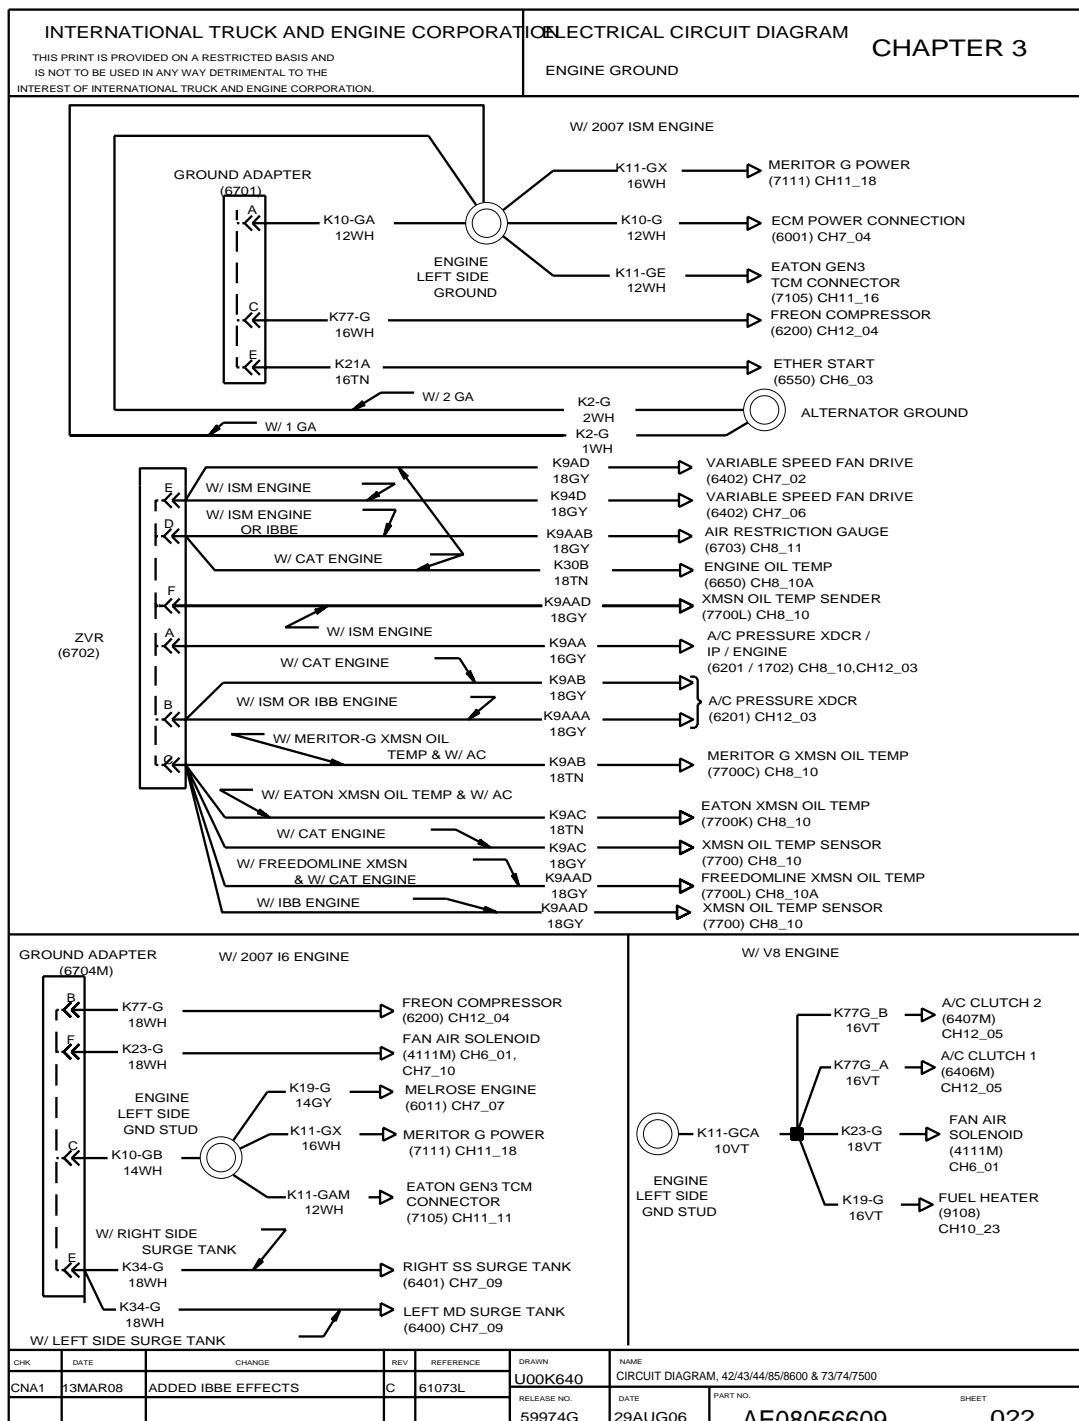 INTERNATIONAL TRUCK AND ENGINE CORPORATION
THIS PRINT IS PROVIDED ON A RESTRICTED BASIS AND
IS NOT TO BE USED IN ANY WAY DETRIMENTAL TO THE
INTEREST OF INTERNATIONAL TRUCK AND ENGINE CORPORATION.
ELECTRICAL CIRCUIT DIAGRAM
ENGINE GROUND
CHAPTER 3
W/ 2007 ISM ENGINE
GROUND ADAPTER
(6701)
A
K10-GA
12WH
ENGINE
LEFT SIDE
GROUND
K11-GX
16WH
MERITOR G POWER
(7111) CH11_18
K10-G
12WH
ECM POWER CONNECTION
(6001) CH7_04
K11-GE
12WH
EATON GEN3
TCM CONNECTOR
(7105) CH11_16
C
K77-G
16WH
FREON COMPRESSOR
(6200) CH12_04
E
K21A
16TN
ETHER START
(6550) CH6_03
W/ 2 GA
K2-G
2WH
W/ 1 GA
K2-G
1WH
ALTERNATOR GROUND
ZVR
(6702)
E
K9AD
18GY
VARIABLE SPEED FAN DRIVE
(6402) CH7_02
W/ ISM ENGINE
K94D
18GY
VARIABLE SPEED FAN DRIVE
(6402) CH7_06
W/ ISM ENGINE
OR IBBE
D
K9AAB
18GY
AIR RESTRICTION GAUGE
(6703) CH8_11
W/ CAT ENGINE
K30B
18TN
ENGINE OIL TEMP
(6650) CH8_10A
F
K9AAD
18GY
XMSN OIL TEMP SENDER
(7700L) CH8_10
W/ ISM ENGINE
A
K9AA
16GY
A/C PRESSURE XDCR /
IP / ENGINE
(6201 / 1702) CH8_10,CH12_03
W/ CAT ENGINE
K9AB
18GY
W/ ISM OR IBB ENGINE
B
K9AAA
18GY
A/C PRESSURE XDCR
(6201) CH12_03
W/ MERITOR-G XMSN OIL
TEMP & W/ AC
C
K9AB
18TN
MERITOR G XMSN OIL TEMP
(7700C) CH8_10
W/ EATON XMSN OIL TEMP & W/ AC
K9AC
18TN
EATON XMSN OIL TEMP
(7700K) CH8_10
W/ CAT ENGINE
K9AC
18GY
XMSN OIL TEMP SENSOR
(7700) CH8_10
W/ FREEDOMLINE XMSN
& W/ CAT ENGINE
K9AAD
18GY
FREEDOMLINE XMSN OIL TEMP
(7700L) CH8_10A
W/ IBB ENGINE
K9AAD
18GY
XMSN OIL TEMP SENSOR
(7700) CH8_10
GROUND ADAPTER
(6704M)
W/ 2007 I6 ENGINE
B
K77-G
18WH
FREON COMPRESSOR
(6200) CH12_04
F
K23-G
18WH
FAN AIR SOLENOID
(4111M) CH6_01,
CH7_10
ENGINE
LEFT SIDE
GND STUD
K19-G
14GY
MELROSE ENGINE
(6011) CH7_07
C
K10-GB
14WH
K11-GX
16WH
MERITOR G POWER
(7111) CH11_18
K11-GAM
12WH
EATON GEN3 TCM
CONNECTOR
(7105) CH11_11
W/ RIGHT SIDE
SURGE TANK
E
K34-G
18WH
RIGHT SS SURGE TANK
(6401) CH7_09
K34-G
18WH
LEFT MD SURGE TANK
(6400) CH7_09
W/ LEFT SIDE SURGE TANK
W/ V8 ENGINE
K77G_B
16VT
A/C CLUTCH 2
(6407M)
CH12_05
K77G_A
16VT
A/C CLUTCH 1
(6406M)
CH12_05
K11-GCA
10VT
K23-G
18VT
FAN AIR
SOLENOID
(4111M)
CH6_01
ENGINE
LEFT SIDE
GND STUD
K19-G
16VT
FUEL HEATER
(9108)
CH10_23
CHK DATE CHANGE REV REFERENCE
CNA1 13MAR08 ADDED IBBE EFFECTS C 61073L
DRAWN
U00K640
NAME
CIRCUIT DIAGRAM, 42/43/44/85/8600 & 73/74/7500
RELEASE NO.
59974G
DATE
29AUG06
PART NO.
AE08056609
SHEET
022